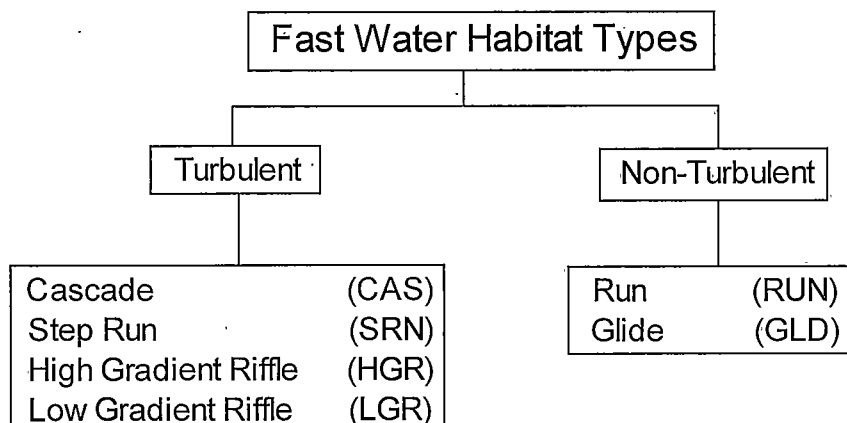 Fast Water Habitat Types
Turbulent
Non-Turbulent
Cascade (CAS)
Step Run (SRN)
High Gradient Riffle (HGR)
Low Gradient Riffle (LGR)
Run (RUN)
Glide (GLD)